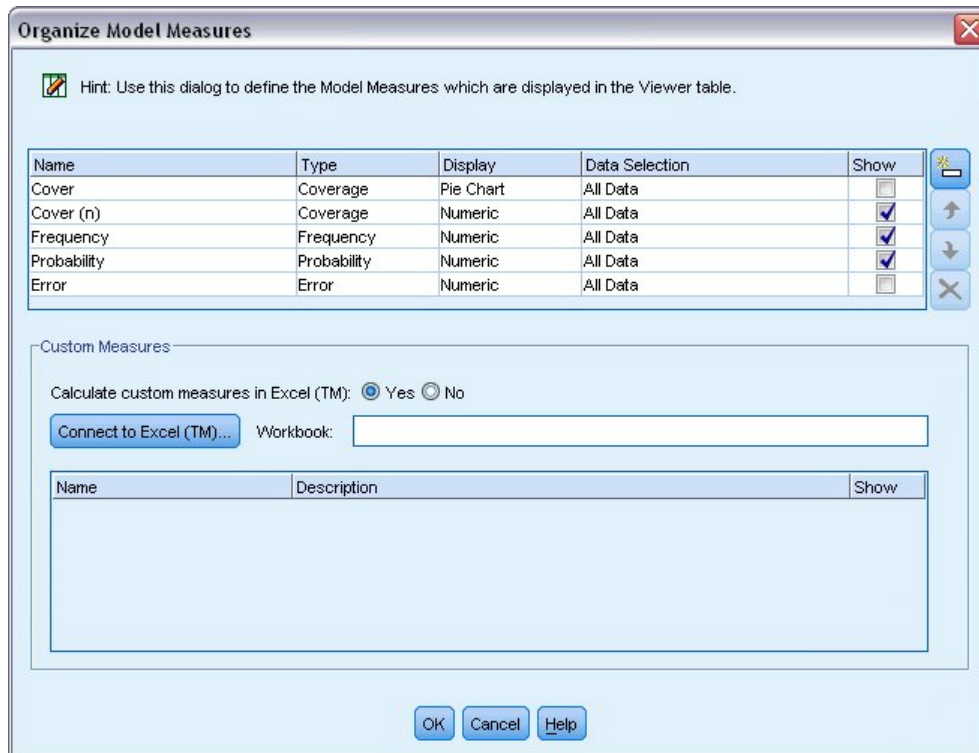 Organize Model Measures
Hint: Use this dialog to define the Model Measures which are displayed in the Viewer table.
Name Type Display Data Selection Show
Cover Coverage Pie Chart All Data
Cover (n) Coverage Numeric All Data
Frequency Frequency Numeric All Data
Probability Probability Numeric All Data
Error Error Numeric All Data
Custom Measures
Calculate custom measures in Excel (TM): Yes No
Connect to Excel (TM)... Workbook:
Name Description Show
OK Cancel Help